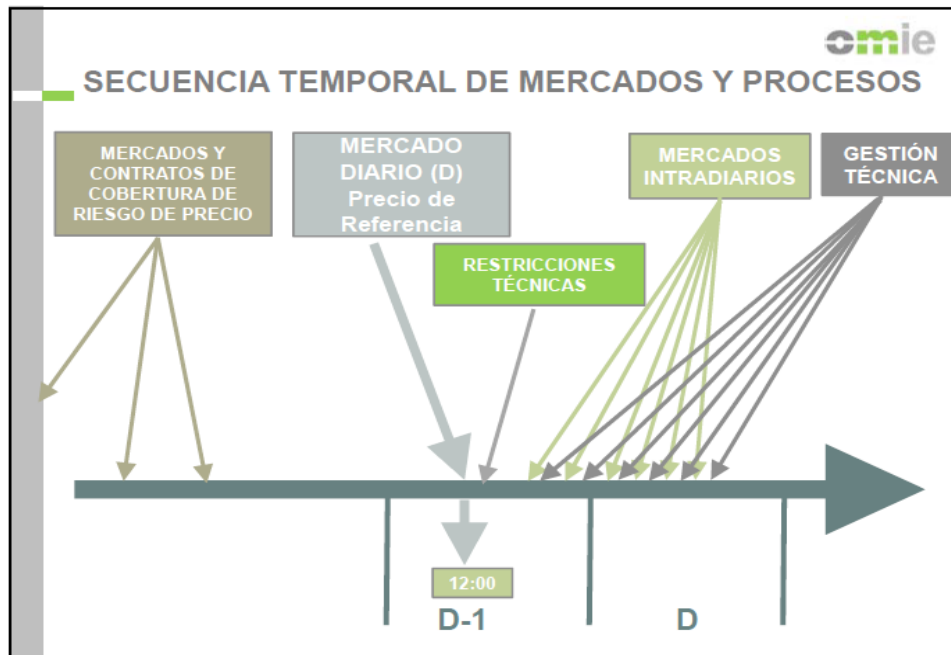 omie
SECUENCIA TEMPORAL DE MERCADOS Y PROCESOS
MERCADOS Y
CONTRATOS DE
COBERTURA DE
RIESGO DE PRECIO
MERCADO
DIARIO (D)
Precio de
Referencia
RESTRICCIONES
TÉCNICAS
MERCADOS
INTRADIARIOS
GESTIÓN
TÉCNICA
12:00
D-1
D